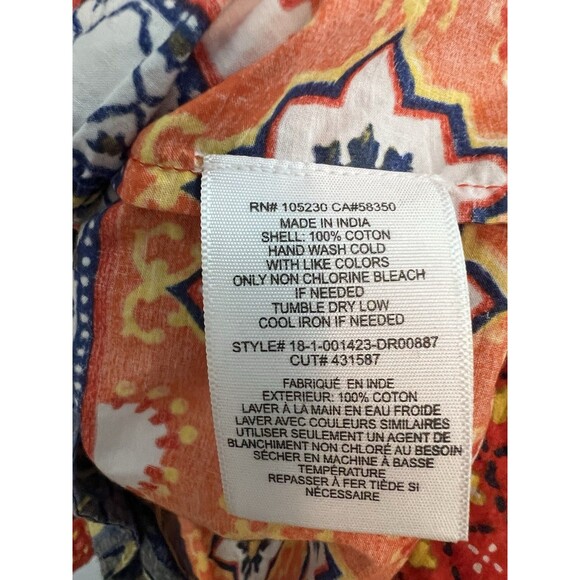 RN# 105230 CA#58350
MADE IN INDIA
SHELL: 100% COTON
HAND WASH COLD
WITH LIKE COLORS
ONLY NON CHLORINE BLEACH
IF NEEDED
TUMBLE DRY LOW
COOL IRON IF NEEDED
STYLE# 18-1-001423-DR00887
CUT# 431587
FABRIQUÉ EN INDE
EXTERIEUR: 100% COTON
LAVER À LA MAIN EN EAU FROIDE
LAVER AVEC COULEURS SIMILAIRES
UTILISER SEULEMENT UN AGENT DE
BLANCHIMENT NON CHLORÉ AU BESOIN
SÉCHER EN MACHINE À BASSE
TEMPÉRATURE
REPASSER À FER TIÈDE SI
NÉCESSAIRE